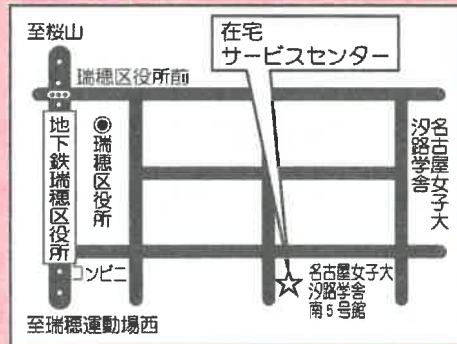 至桜山
在宅
サービスセンター
瑞穂区役所前
地下鉄瑞穂区役所
瑞穂区役所
名古屋女子大
汐路学舎
コンビニ
名古屋女子大
汐路学舎
南5号館
至瑞穂運動場西